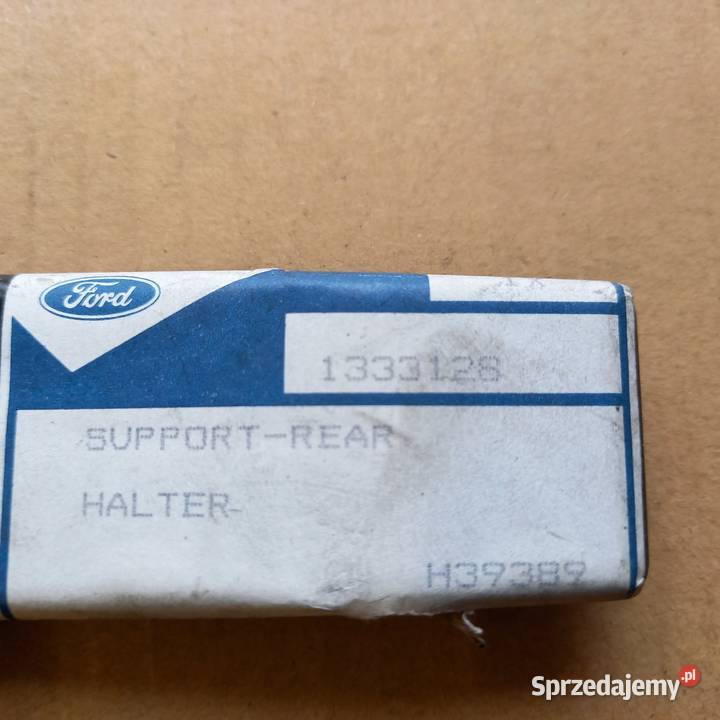 Ford
1333128
SUPPORT-REAR
HALTER-
H39389
Sprzedajemy.pl